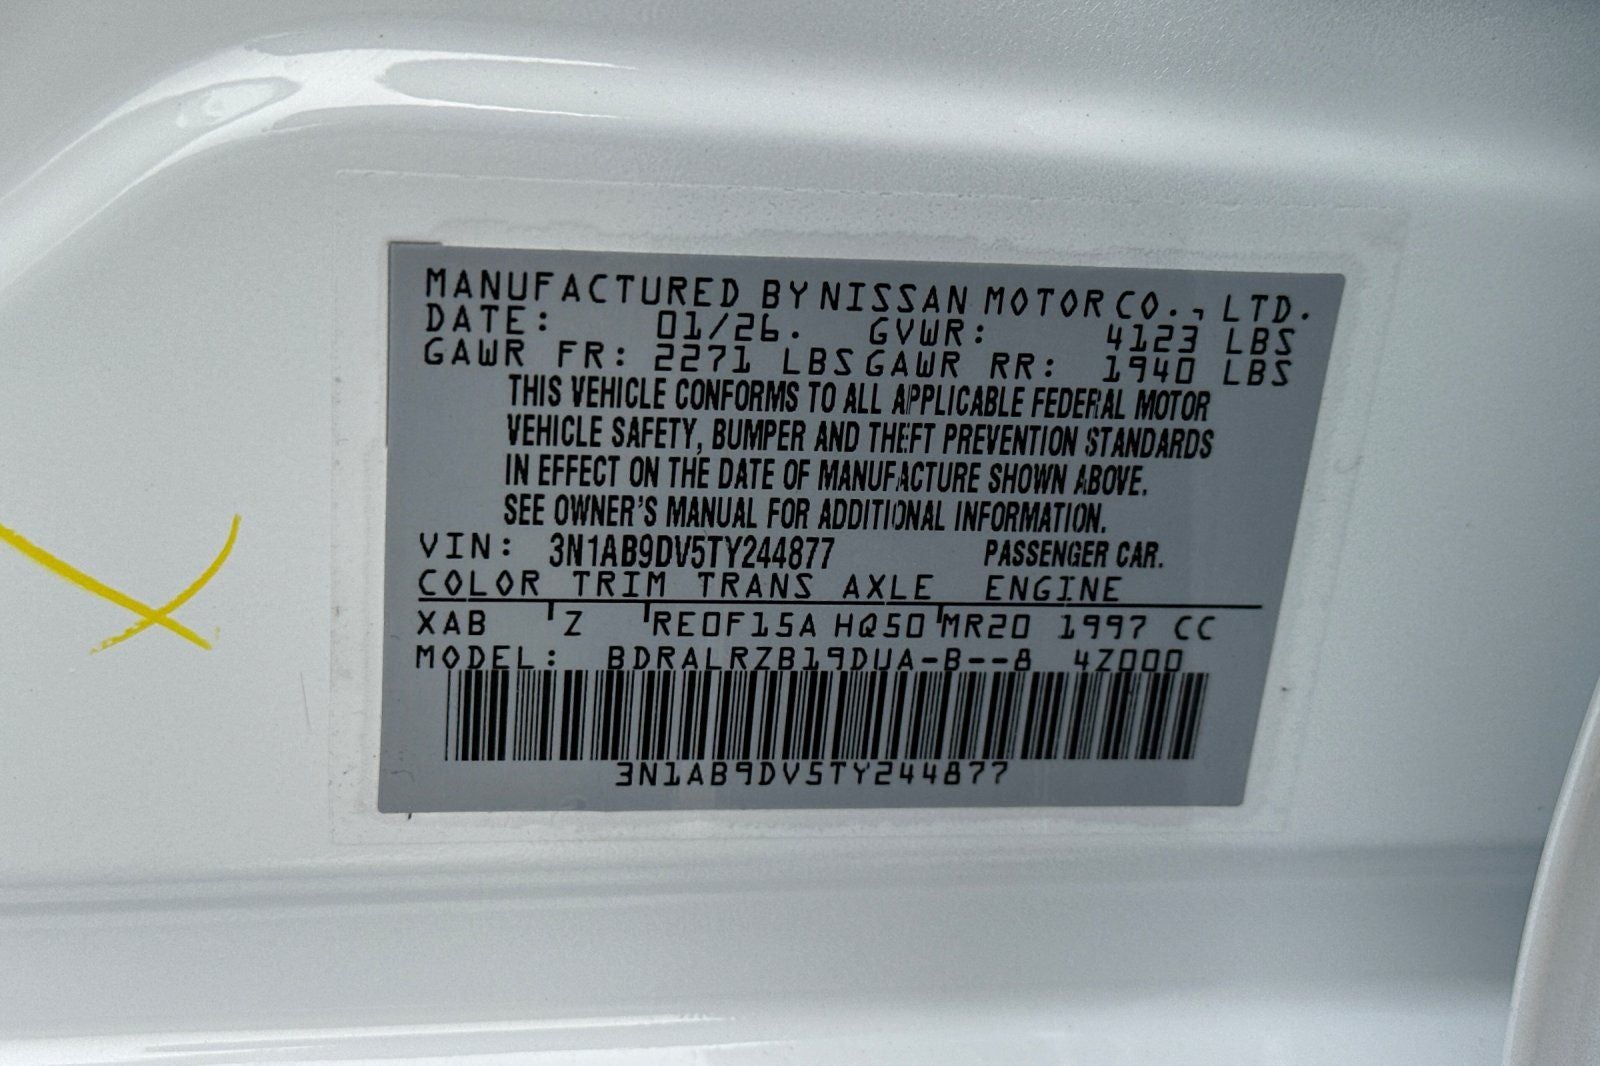 MANUFACTURED BY NISSAN MOTOR CO., LTD.
DATE: 01/26. GVWR: 4123 LBS
GAWR FR: 2271 LBS GAWR RR: 1940 LBS
THIS VEHICLE CONFORMS TO ALL APPLICABLE FEDERAL MOTOR
VEHICLE SAFETY, BUMPER AND THEFT PREVENTION STANDARDS
IN EFFECT ON THE DATE OF MANUFACTURE SHOWN ABOVE.
SEE OWNER'S MANUAL FOR ADDITIONAL INFORMATION.
VIN: 3N1AB9DV5TY244877 PASSENGER CAR.
COLOR TRIM TRANS AXLE ENGINE
XAB Z RE0F15A HQ50 MR20 1997 CC
MODEL: BDRALRZB19DUA-B--8 4Z000
3N1AB9DV5TY244877